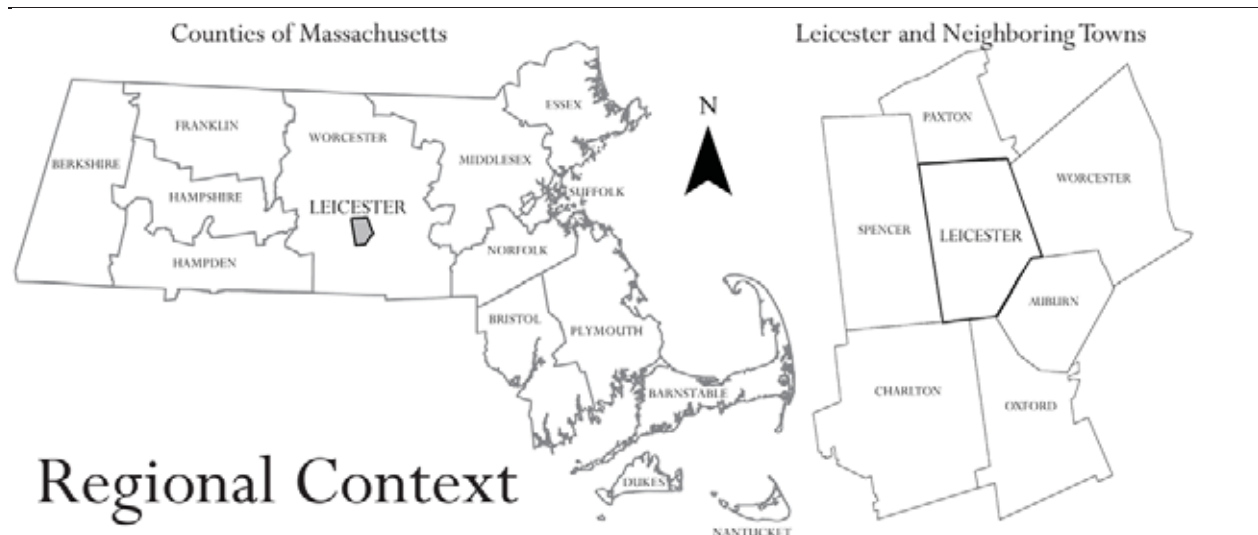 Counties of Massachusetts
ESSEX
FRANKLIN
WORCESTER
MIDDLESEX
BERKSHIRE
HAMPSHIRE
SUFFOLK
LEICESTER
NORFOLK
HAMPDEN
BRISTOL
PLYMOUTH
BARNSTABLE
DUKES
NANTUCKET
N
Leicester and Neighboring Towns
PAXTON
WORCESTER
SPENCER
LEICESTER
AUBURN
CHARLTON
OXFORD
Regional Context